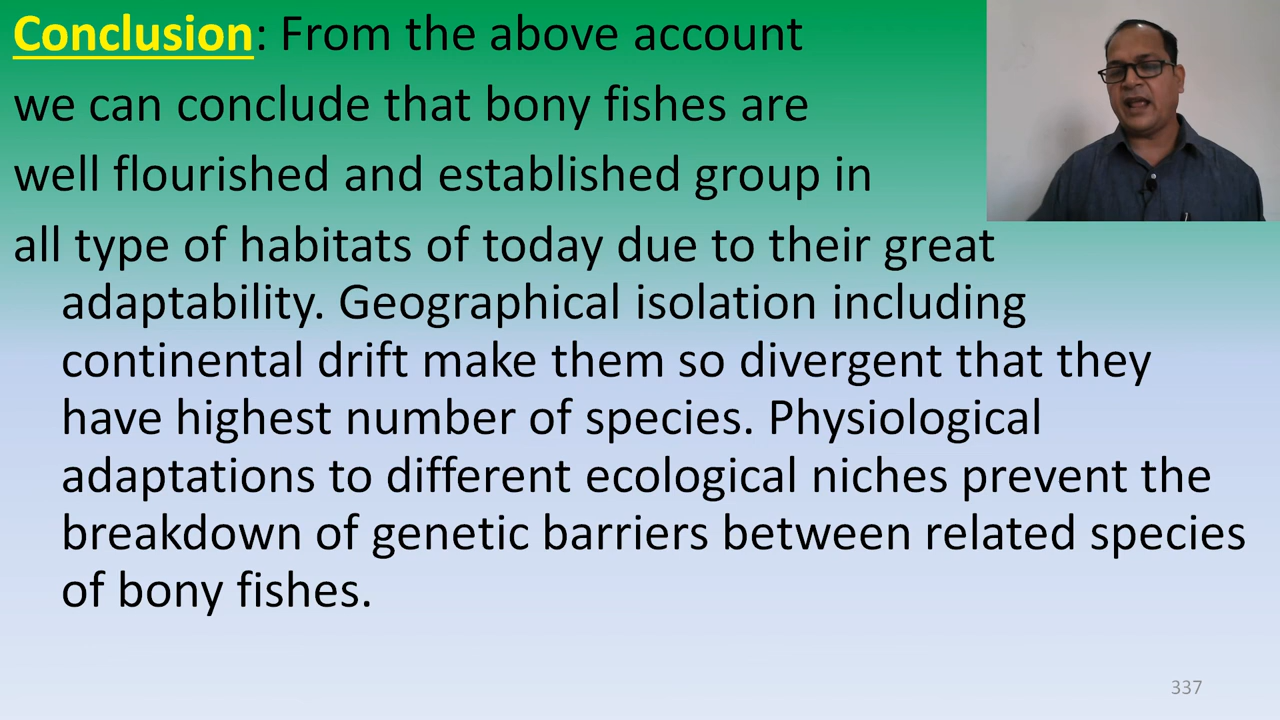 Conclusion: From the above account
we can conclude that bony fishes are
well flourished and established group in
all type of habitats of today due to their great
adaptability. Geographical isolation including
continental drift make them so divergent that they
have highest number of species. Physiological
adaptations to different ecological niches prevent the
breakdown of genetic barriers between related species
of bony fishes.
337